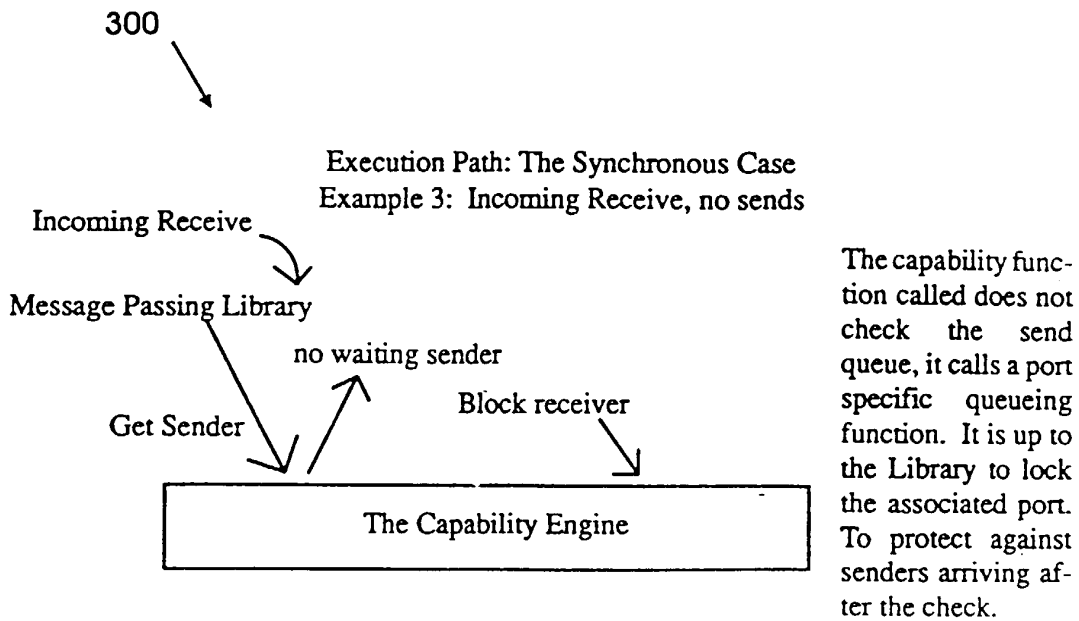 300
Execution Path: The Synchronous Case
Example 3: Incoming Receive, no sends
Incoming Receive
Message Passing Library
no waiting sender
Block receiver
Get Sender
The Capability Engine
The capability func-
tion called does not
check the send
queue, it calls a port
specific queueing
function. It is up to
the Library to lock
the associated port.
To protect against
senders arriving af-
ter the check.